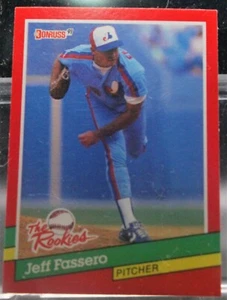 DONRUSS
The
Rookies
Jeff Fassero
PITCHER